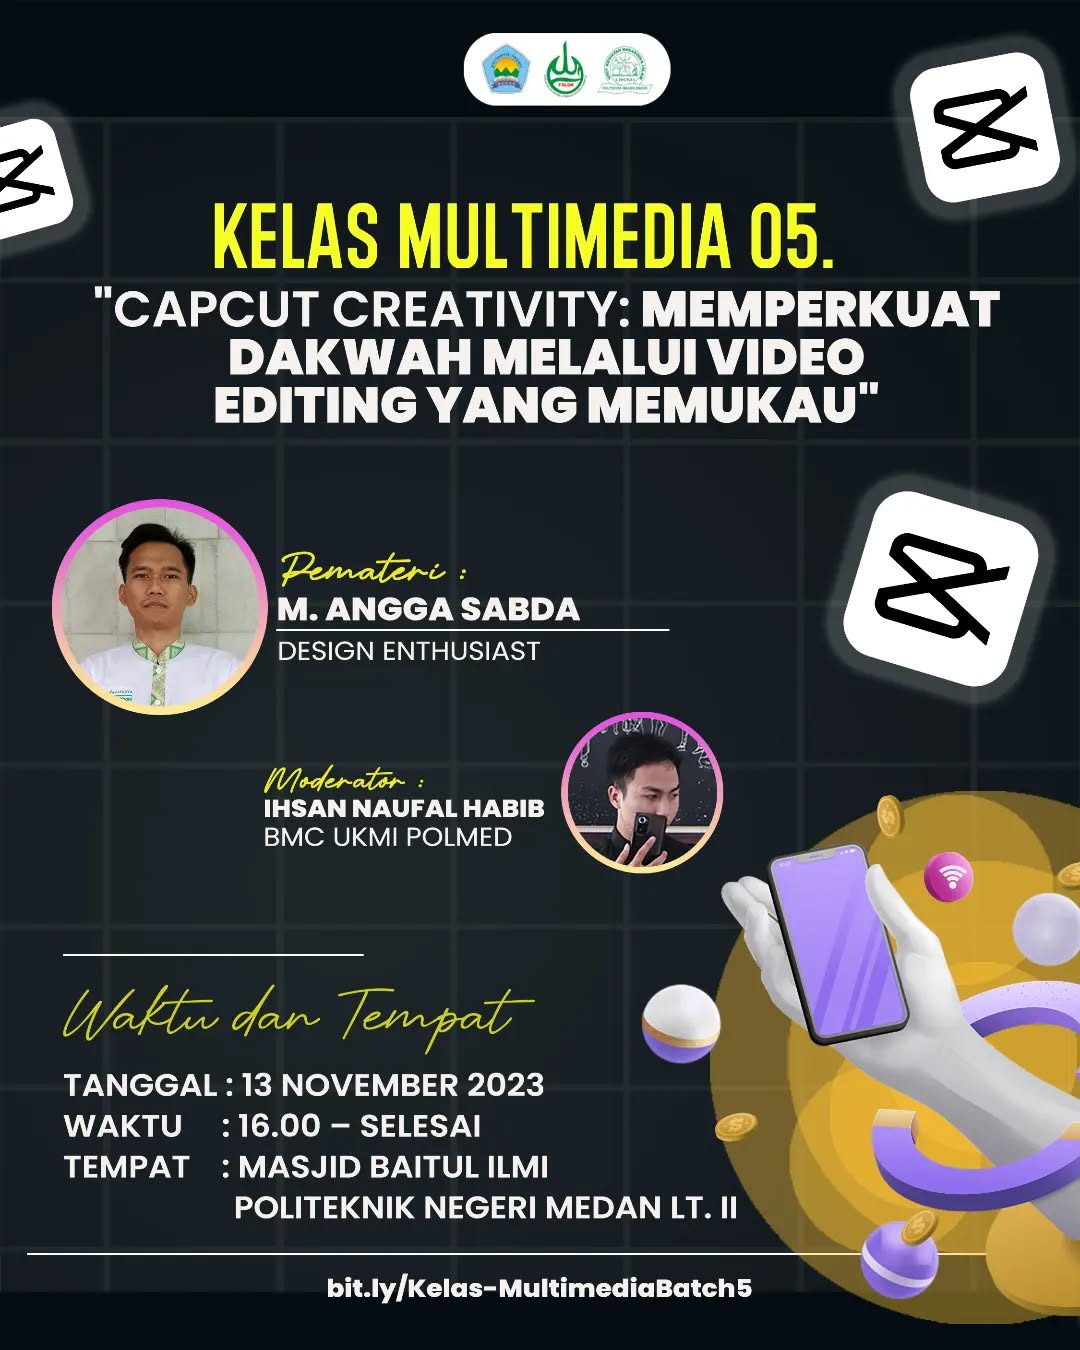 KELAS MULTIMEDIA 05.
"CAPCUT CREATIVITY: MEMPERKUAT
DAKWAH MELALUI VIDEO
EDITING YANG MEMUKAU"
Pemateri :
M. ANGGA SABDA
DESIGN ENTHUSIAST
Moderator :
IHSAN NAUFAL HABIB
BMC UKMI POLMED
Waktu dan Tempat
TANGGAL : 13 NOVEMBER 2023
WAKTU : 16.00 – SELESAI
TEMPAT : MASJID BAITUL ILMI
POLITEKNIK NEGERI MEDAN LT. II
bit.ly/Kelas-MultimediaBatch5